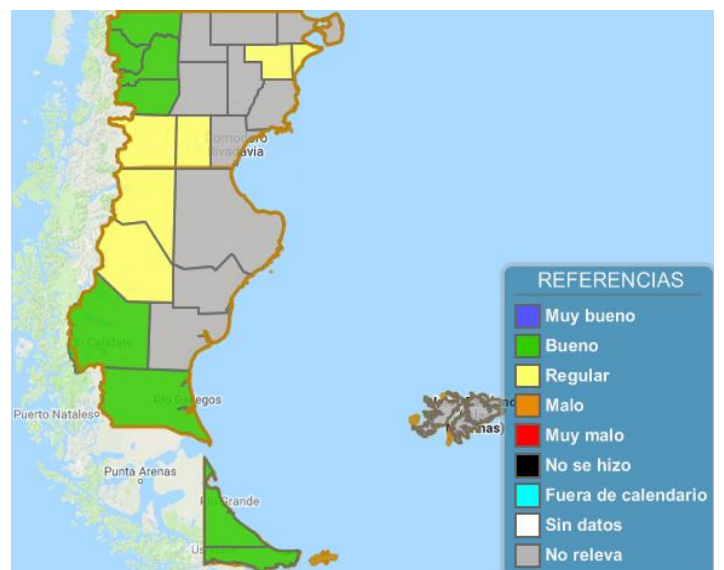 Comodoro
Rivadavia
El Calafate
Río Gallegos
Puerto Natales
Punta Arenas
Río Grande
REFERENCIAS
Muy bueno
Bueno
Regular
Malo
Muy malo
No se hizo
Fuera de calendario
Sin datos
No releva